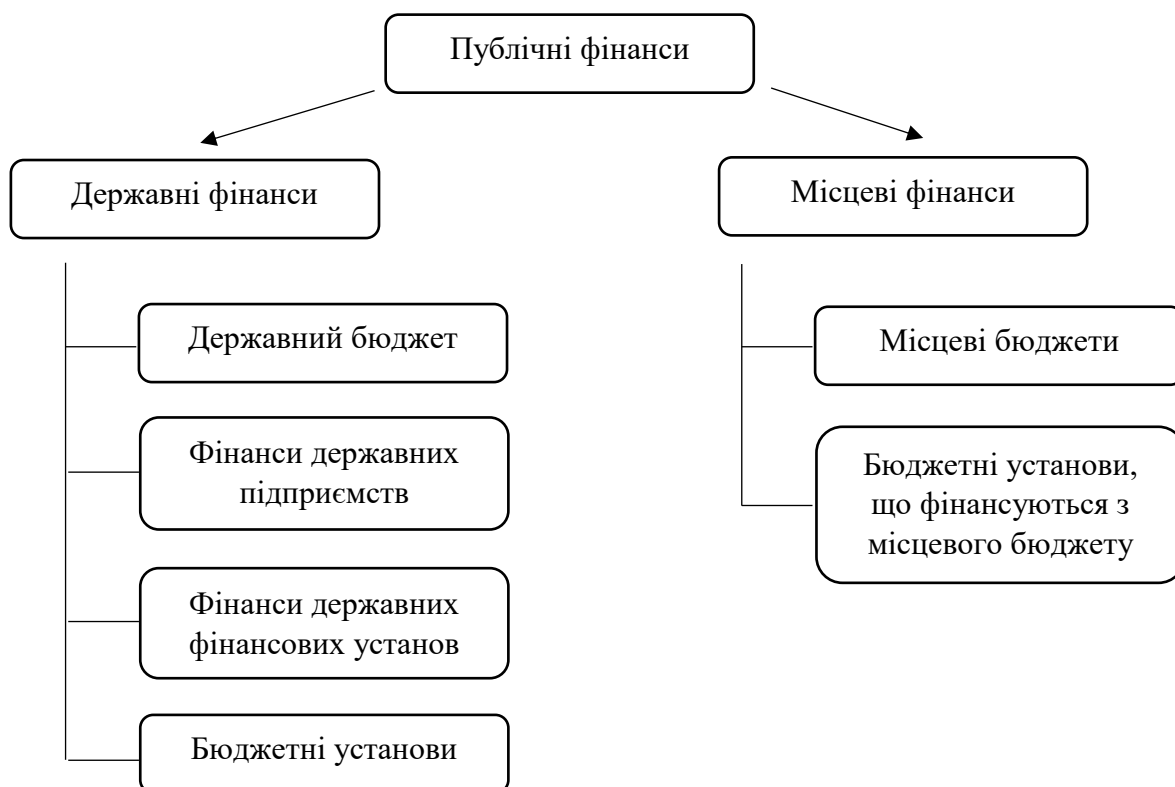 Публічні фінанси
Державні фінанси
Місцеві фінанси
Державний бюджет
Фінанси державних
підприємств
Фінанси державних
фінансових установ
Бюджетні установи
Місцеві бюджети
Бюджетні установи,
що фінансуються з
місцевого бюджету